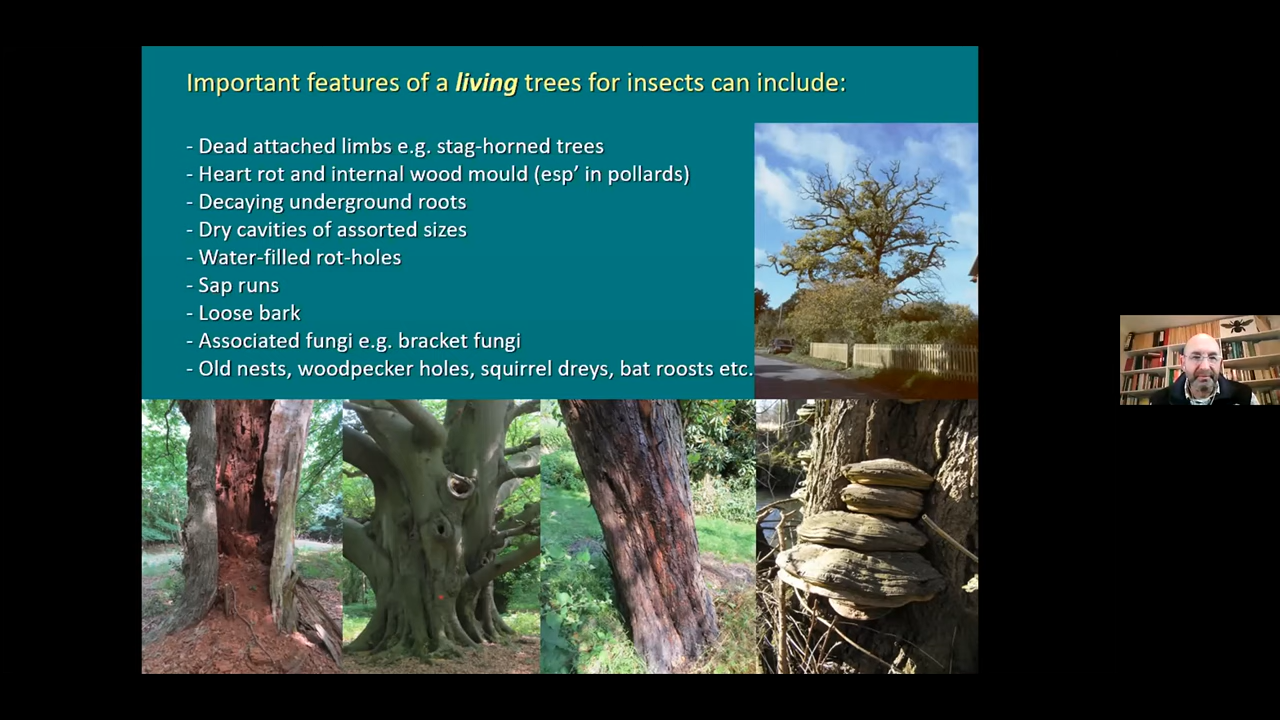 Important features of a living trees for insects can include:
- Dead attached limbs e.g. stag-horned trees
- Heart rot and internal wood mould (esp’ in pollards)
- Decaying underground roots
- Dry cavities of assorted sizes
- Water-filled rot-holes
- Sap runs
- Loose bark
- Associated fungi e.g. bracket fungi
- Old nests, woodpecker holes, squirrel dreys, bat roosts etc.